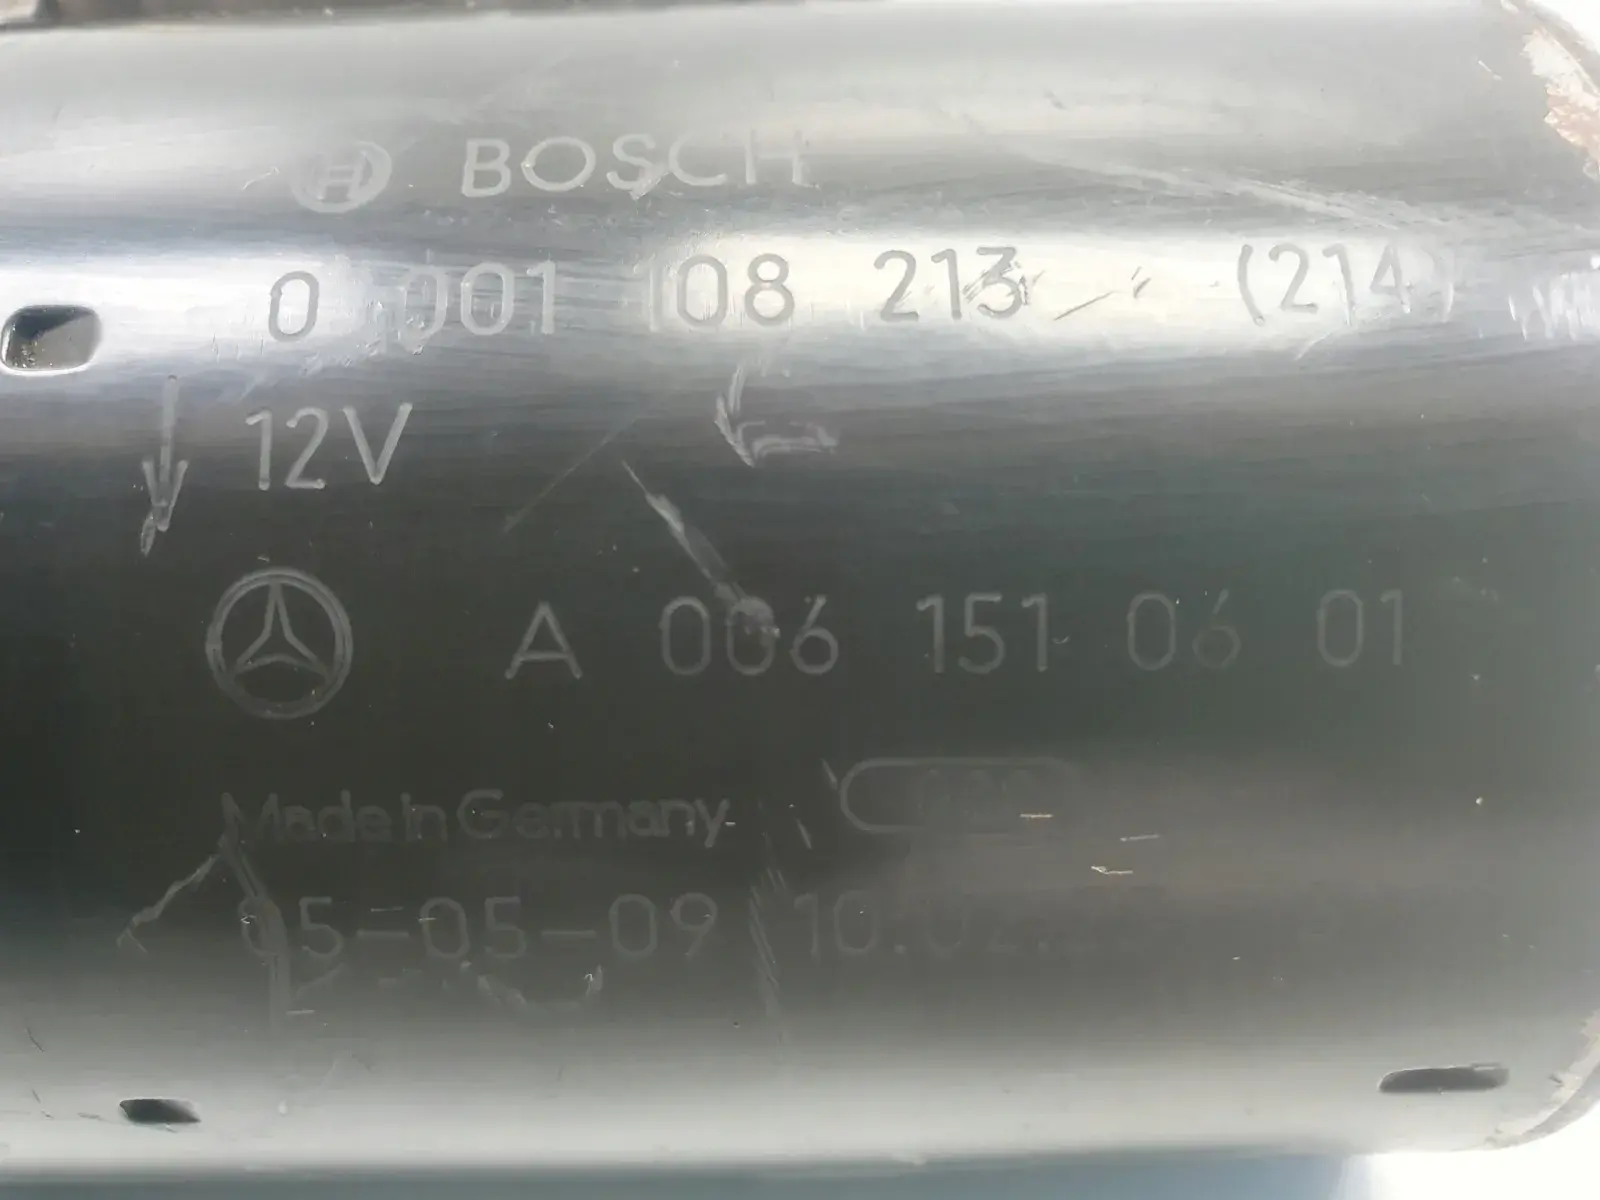 BOSCH
0 001 108 213 (214)
12V
A 006 151 06 01
Made in Germany
05-05-09